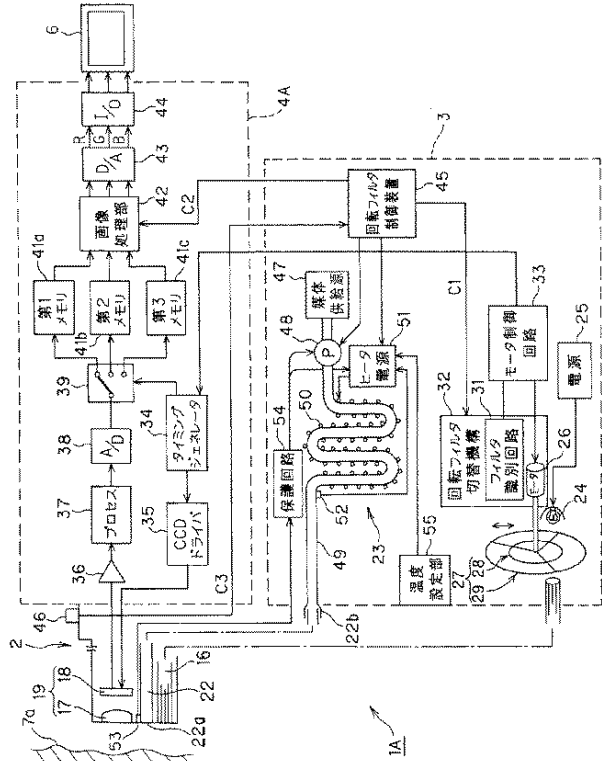 6
I/O
44
4A
R
G
B
D/A
43
42
画像
処理部
C2
41a
41c
第1
メモリ
第2
メモリ
第3
メモリ
41b
39
38
A/D
34
タイミング
ジェネレータ
37
プロセス
35
CCD
ドライバ
36
C3
46
2
19
18
17
7a
53
16
22
22a
22b
3
45
回転フィルタ
制御装置
47
媒体
供給源
48
P
51
ヒータ
電源
C1
33
モータ制御
回路
25
電源
54
保護回路
50
32
回転フィルタ
切替機構
31
フィルタ
識別回路
26
モータ
24
49
52
23
55
温度
設定部
27
28
29
1A